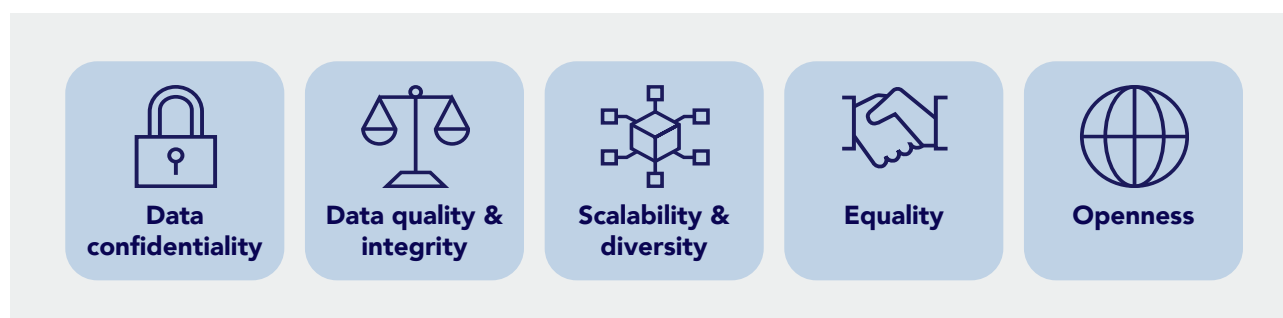 Data
confidentiality
Data quality &
integrity
Scalability &
diversity
Equality
Openness